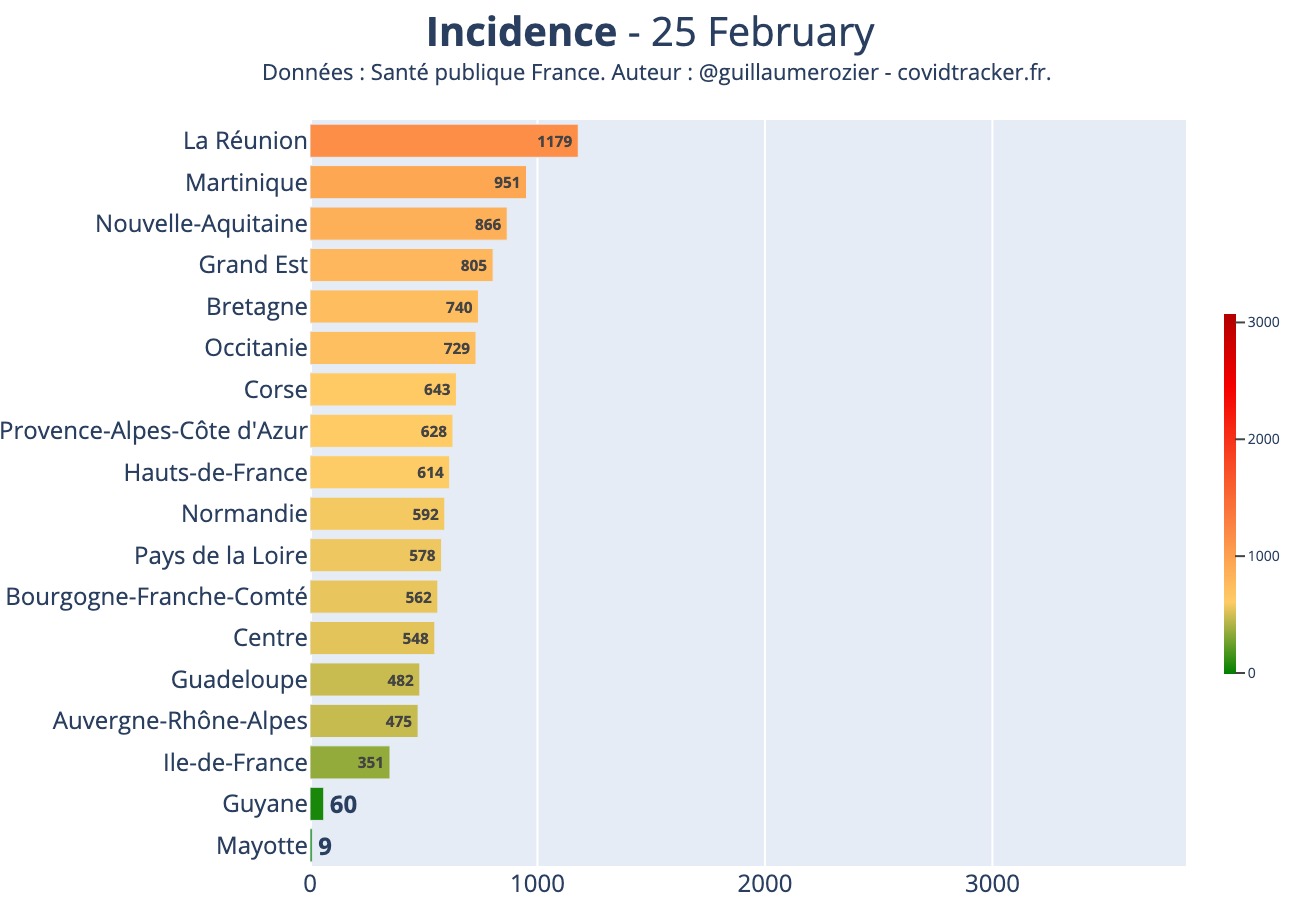 Incidence - 25 February
Données : Santé publique France. Auteur : @guillaumerozier - covidtracker.fr.
La Réunion 1179
Martinique 951
Nouvelle-Aquitaine 866
Grand Est 805
Bretagne 740
Occitanie 729
Corse 643
Provence-Alpes-Côte d'Azur 628
Hauts-de-France 614
Normandie 592
Pays de la Loire 578
Bourgogne-Franche-Comté 562
Centre 548
Guadeloupe 482
Auvergne-Rhône-Alpes 475
Ile-de-France 351
Guyane 60
Mayotte 9
0 1000 2000 3000
3000
2000
1000
0